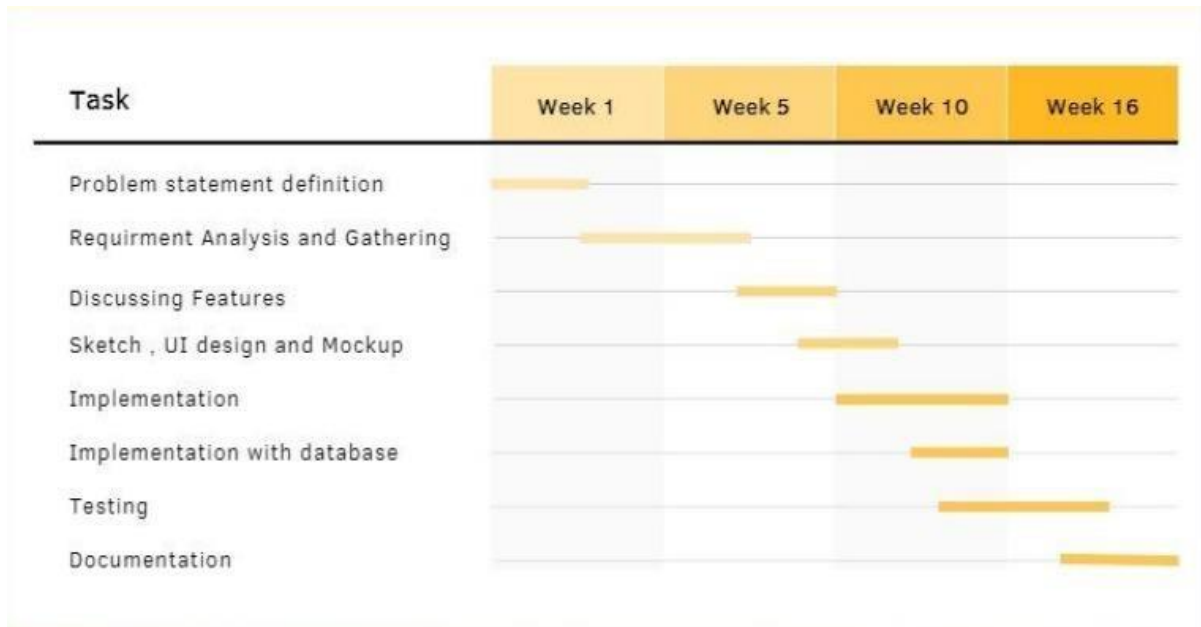 Task
Week 1 Week 5 Week 10 Week 16
Problem statement definition
Requirment Analysis and Gathering
Discussing Features
Sketch , UI design and Mockup
Implementation
Implementation with database
Testing
Documentation